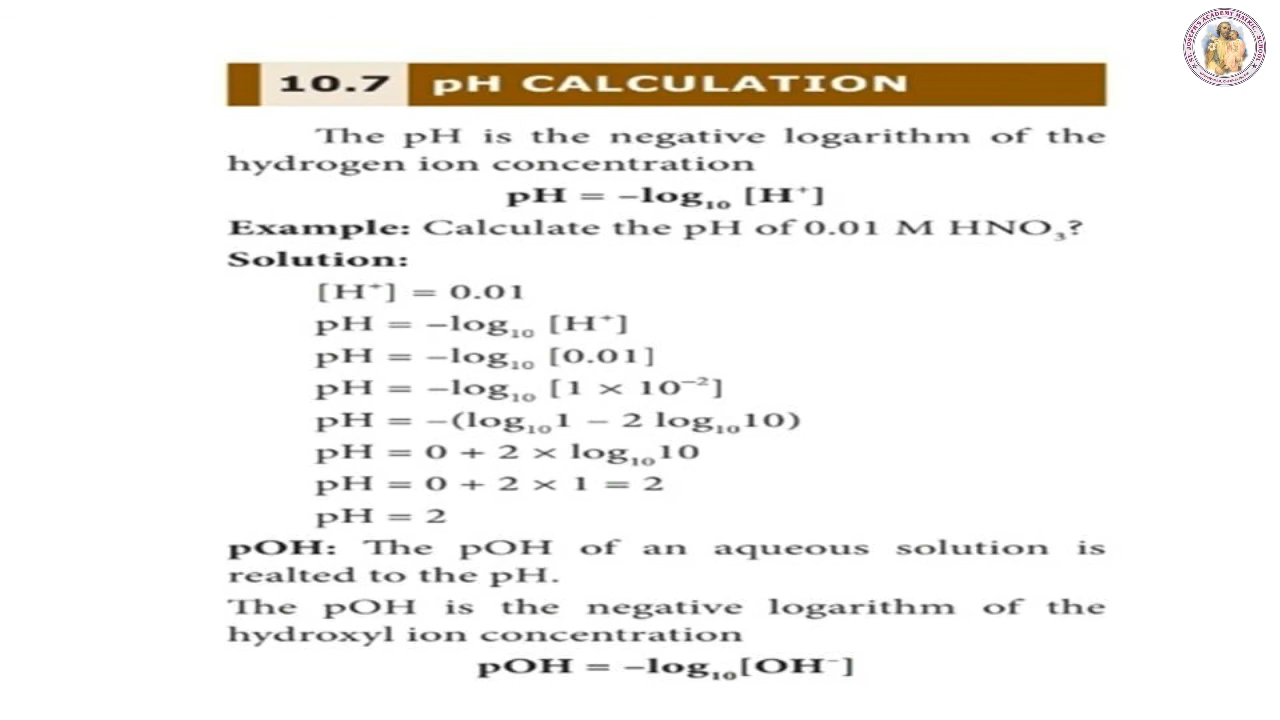 10.7 pH CALCULATION
The pH is the negative logarithm of the
hydrogen ion concentration
pH = –log₁₀ [H⁺]
Example: Calculate the pH of 0.01 M HNO₃?
Solution:
[H⁺] = 0.01
pH = –log₁₀ [H⁺]
pH = –log₁₀ [0.01]
pH = –log₁₀ [1 × 10⁻²]
pH = –(log₁₀1 – 2 log₁₀10)
pH = 0 + 2 × log₁₀10
pH = 0 + 2 × 1 = 2
pH = 2
pOH: The pOH of an aqueous solution is
realted to the pH.
The pOH is the negative logarithm of the
hydroxyl ion concentration
pOH = –log₁₀[OH⁻]